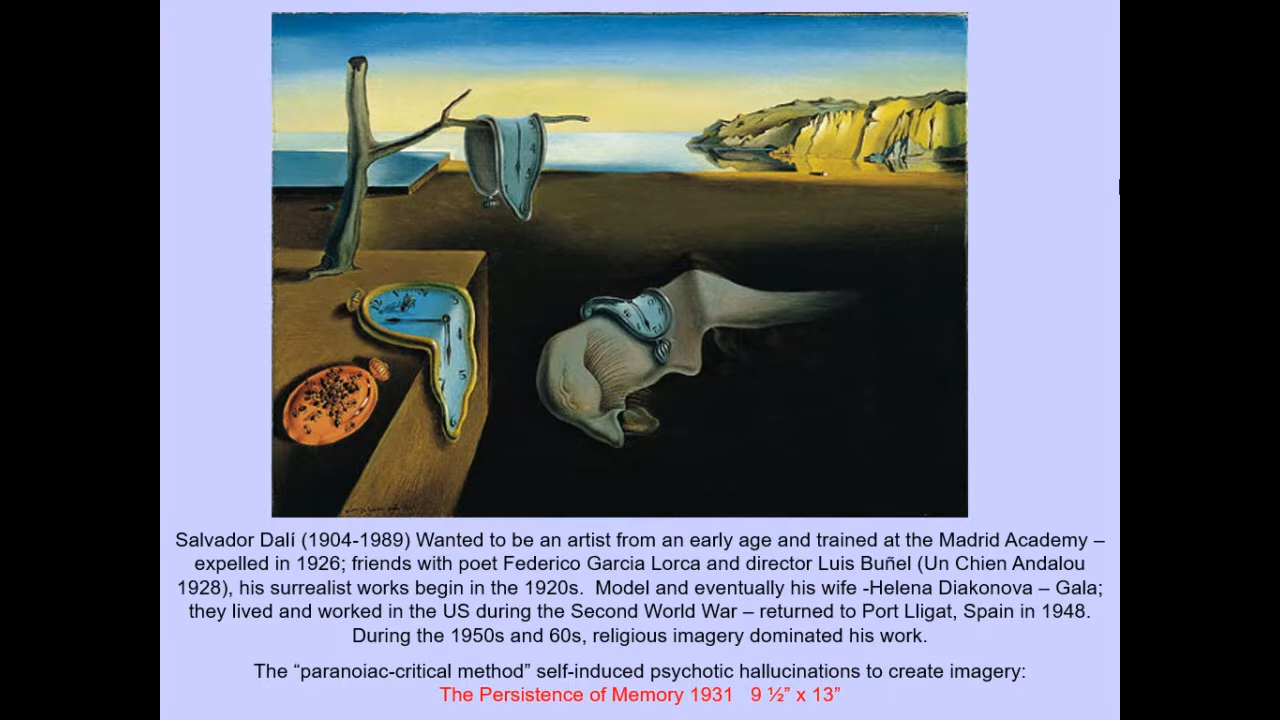 Salvador Dalí (1904-1989) Wanted to be an artist from an early age and trained at the Madrid Academy –
expelled in 1926; friends with poet Federico Garcia Lorca and director Luis Buñel (Un Chien Andalou
1928), his surrealist works begin in the 1920s.  Model and eventually his wife -Helena Diakonova – Gala;
they lived and worked in the US during the Second World War – returned to Port Lligat, Spain in 1948.
During the 1950s and 60s, religious imagery dominated his work.
The “paranoiac-critical method” self-induced psychotic hallucinations to create imagery:
The Persistence of Memory 1931   9 ½” x 13”